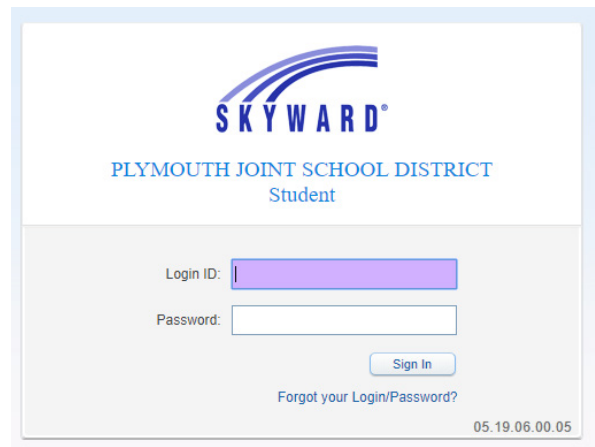 SKYWARD®
PLYMOUTH JOINT SCHOOL DISTRICT
Student
Login ID:
Password:
Sign In
Forgot your Login/Password?
05.19.06.00.05